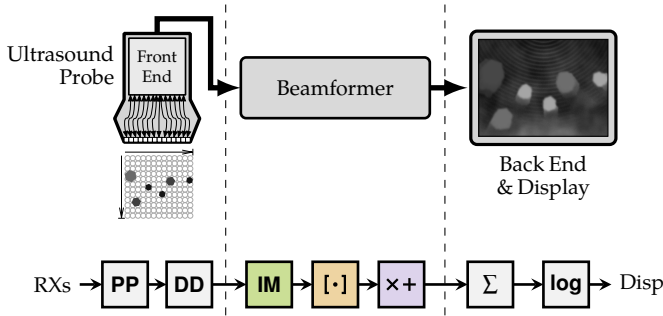 Ultrasound
Probe
Front
End
Beamformer
Back End
& Display
RXs
PP
DD
IM
[·]
×+
Σ
log
Disp